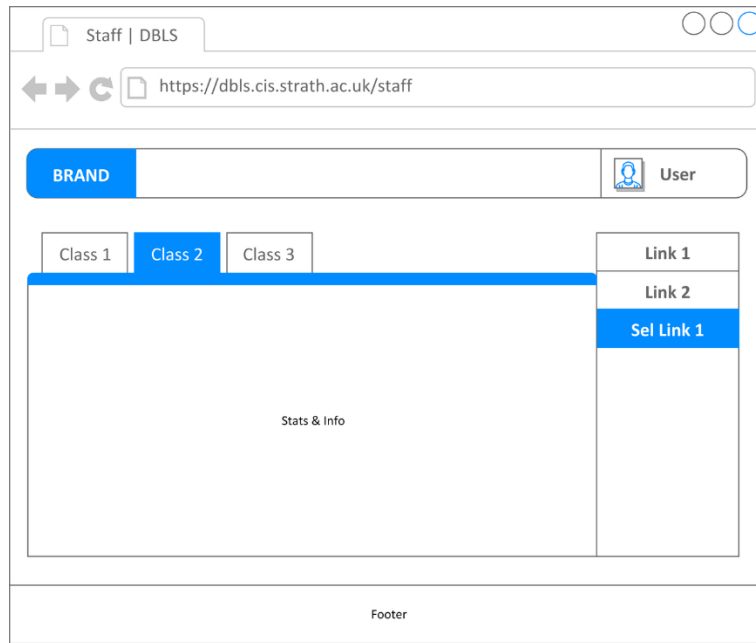 Staff | DBLS
https://dbls.cis.strath.ac.uk/staff
BRAND
User
Class 1
Class 2
Class 3
Link 1
Link 2
Sel Link 1
Stats & Info
Footer